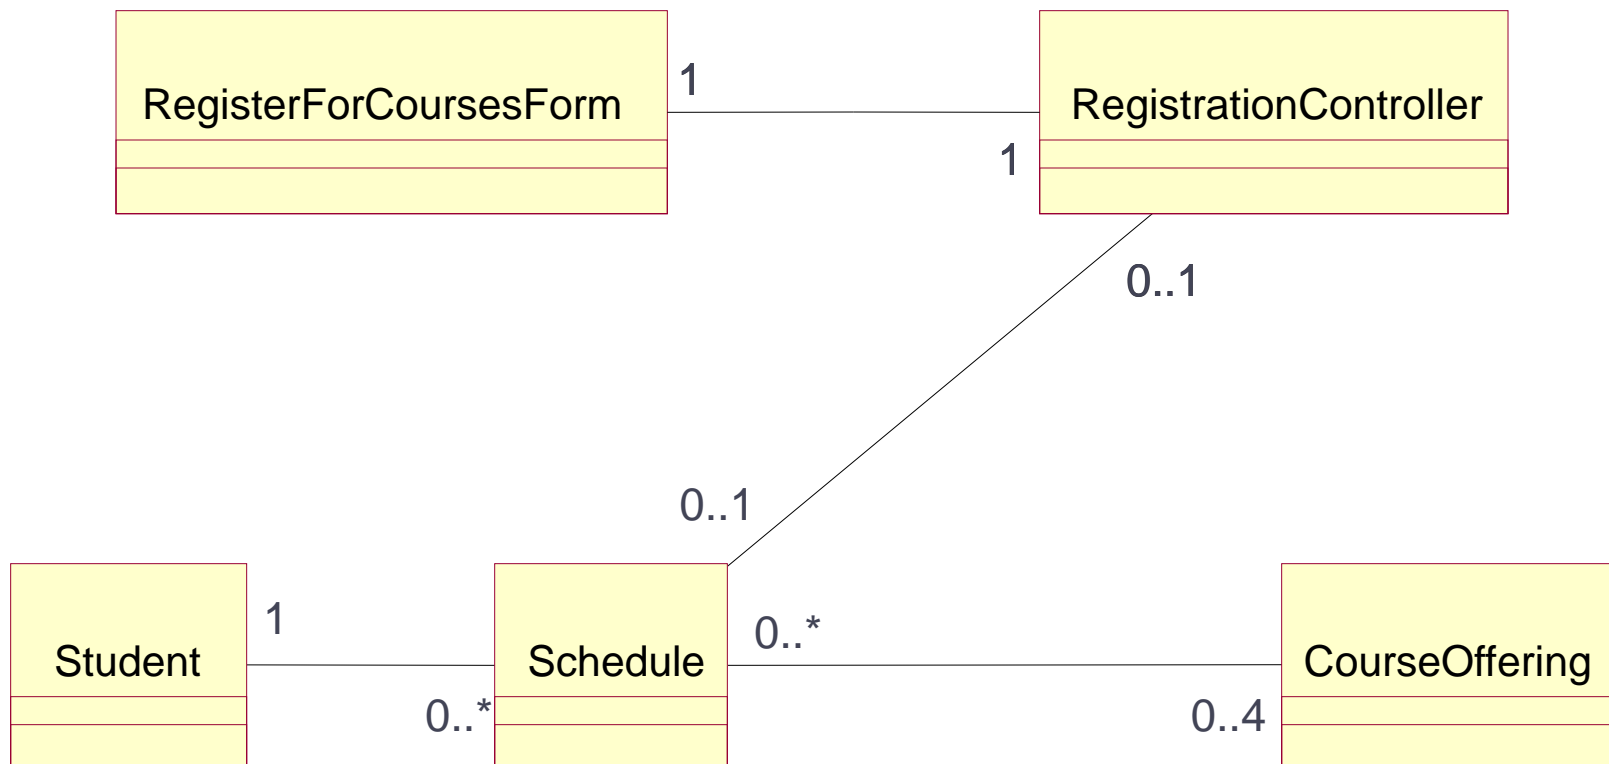 RegisterForCoursesForm
1
1
RegistrationController
0..1
0..1
Student
1
0..*
Schedule
0..*
0..4
CourseOffering